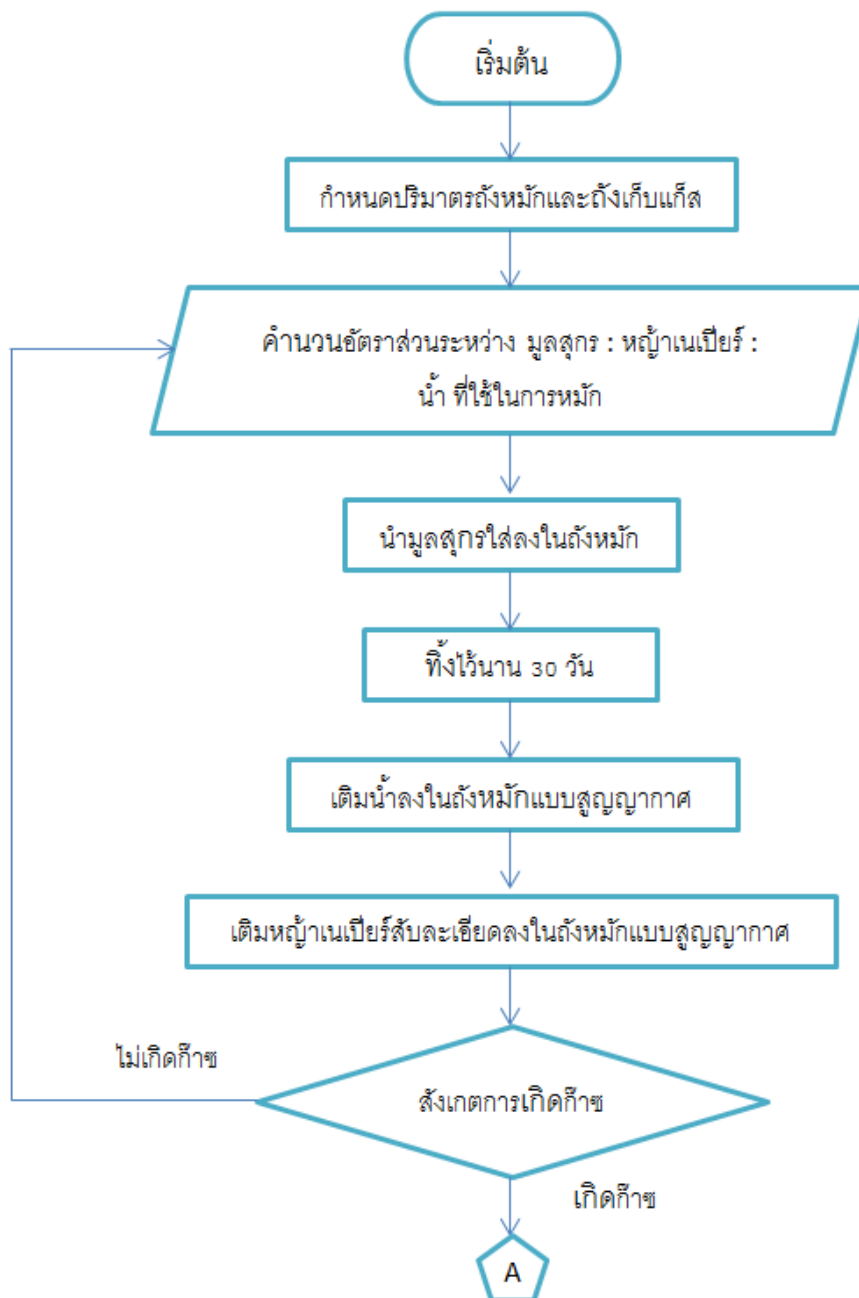 เริ่มต้น
กำหนดปริมาตรถังหมักและถังเก็บแก็ส
คำนวนอัตราส่วนระหว่าง มูลสุกร : หญ้าเนเปียร์ :
น้ำ ที่ใช้ในการหมัก
นำมูลสุกรใส่ลงในถังหมัก
ทิ้งไว้นาน 30 วัน
เติมน้ำลงในถังหมักแบบสูญญากาศ
เติมหญ้าเนเปียร์สับละเอียดลงในถังหมักแบบสูญญากาศ
ไม่เกิดก๊าซ
สังเกตการเกิดก๊าซ
เกิดก๊าซ
A